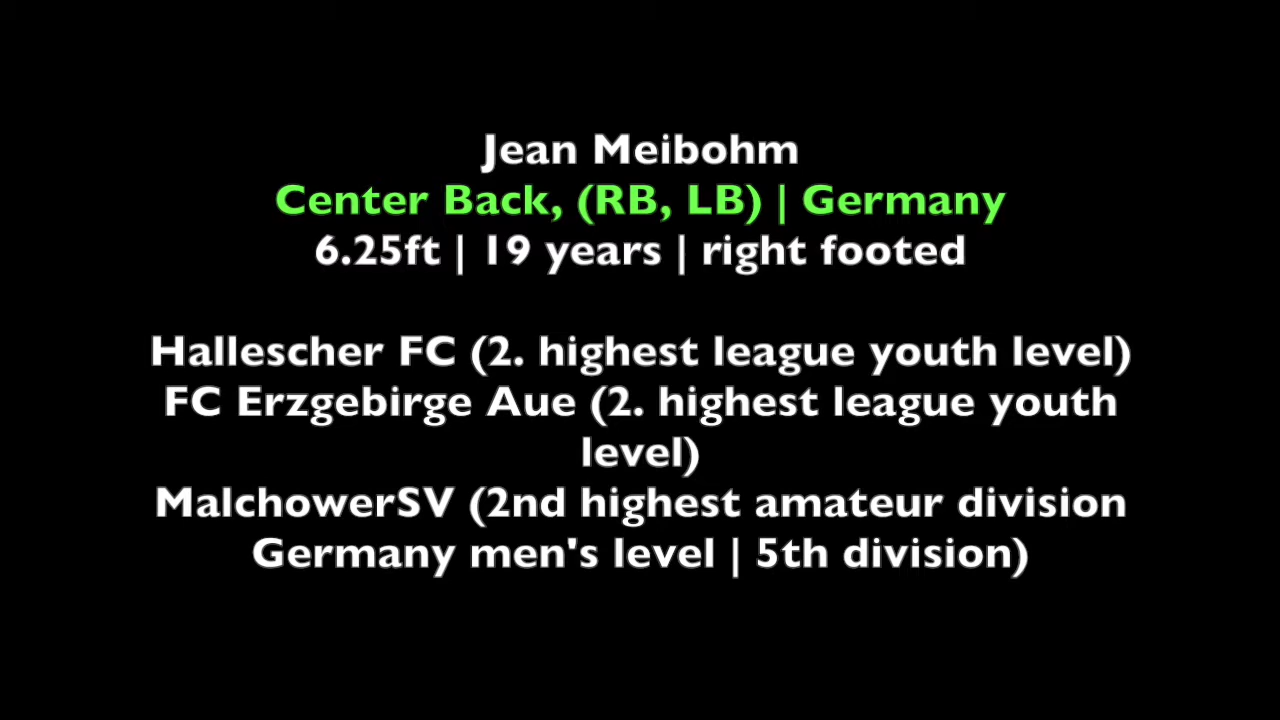 Jean Meibohm
Center Back, (RB, LB) | Germany
6.25ft | 19 years | right footed
Hallescher FC (2. highest league youth level)
FC Erzgebirge Aue (2. highest league youth
level)
MalchowerSV (2nd highest amateur division
Germany men's level | 5th division)